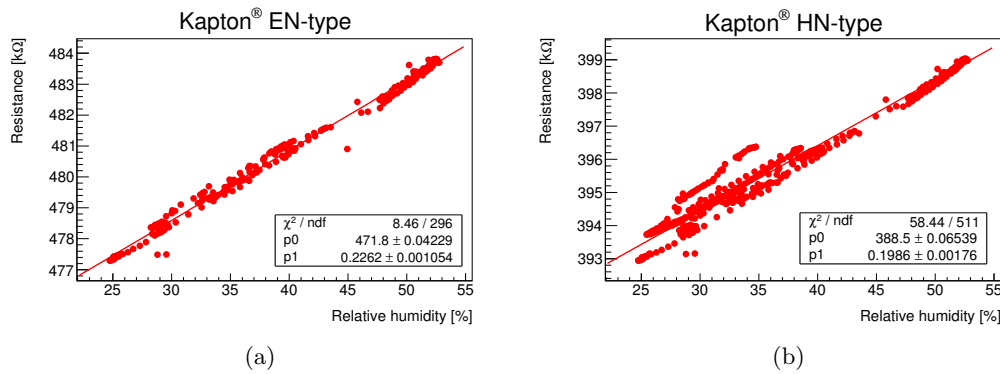 Kapton® EN-type
Resistance [kΩ]
484
483
482
481
480
479
478
477
χ² / ndf 8.46 / 296
p0 471.8 ± 0.04229
p1 0.2262 ± 0.001054
25 30 35 40 45 50 55
Relative humidity [%]
(a)
Kapton® HN-type
Resistance [kΩ]
399
398
397
396
395
394
393
χ² / ndf 58.44 / 511
p0 388.5 ± 0.06539
p1 0.1986 ± 0.00176
25 30 35 40 45 50 55
Relative humidity [%]
(b)